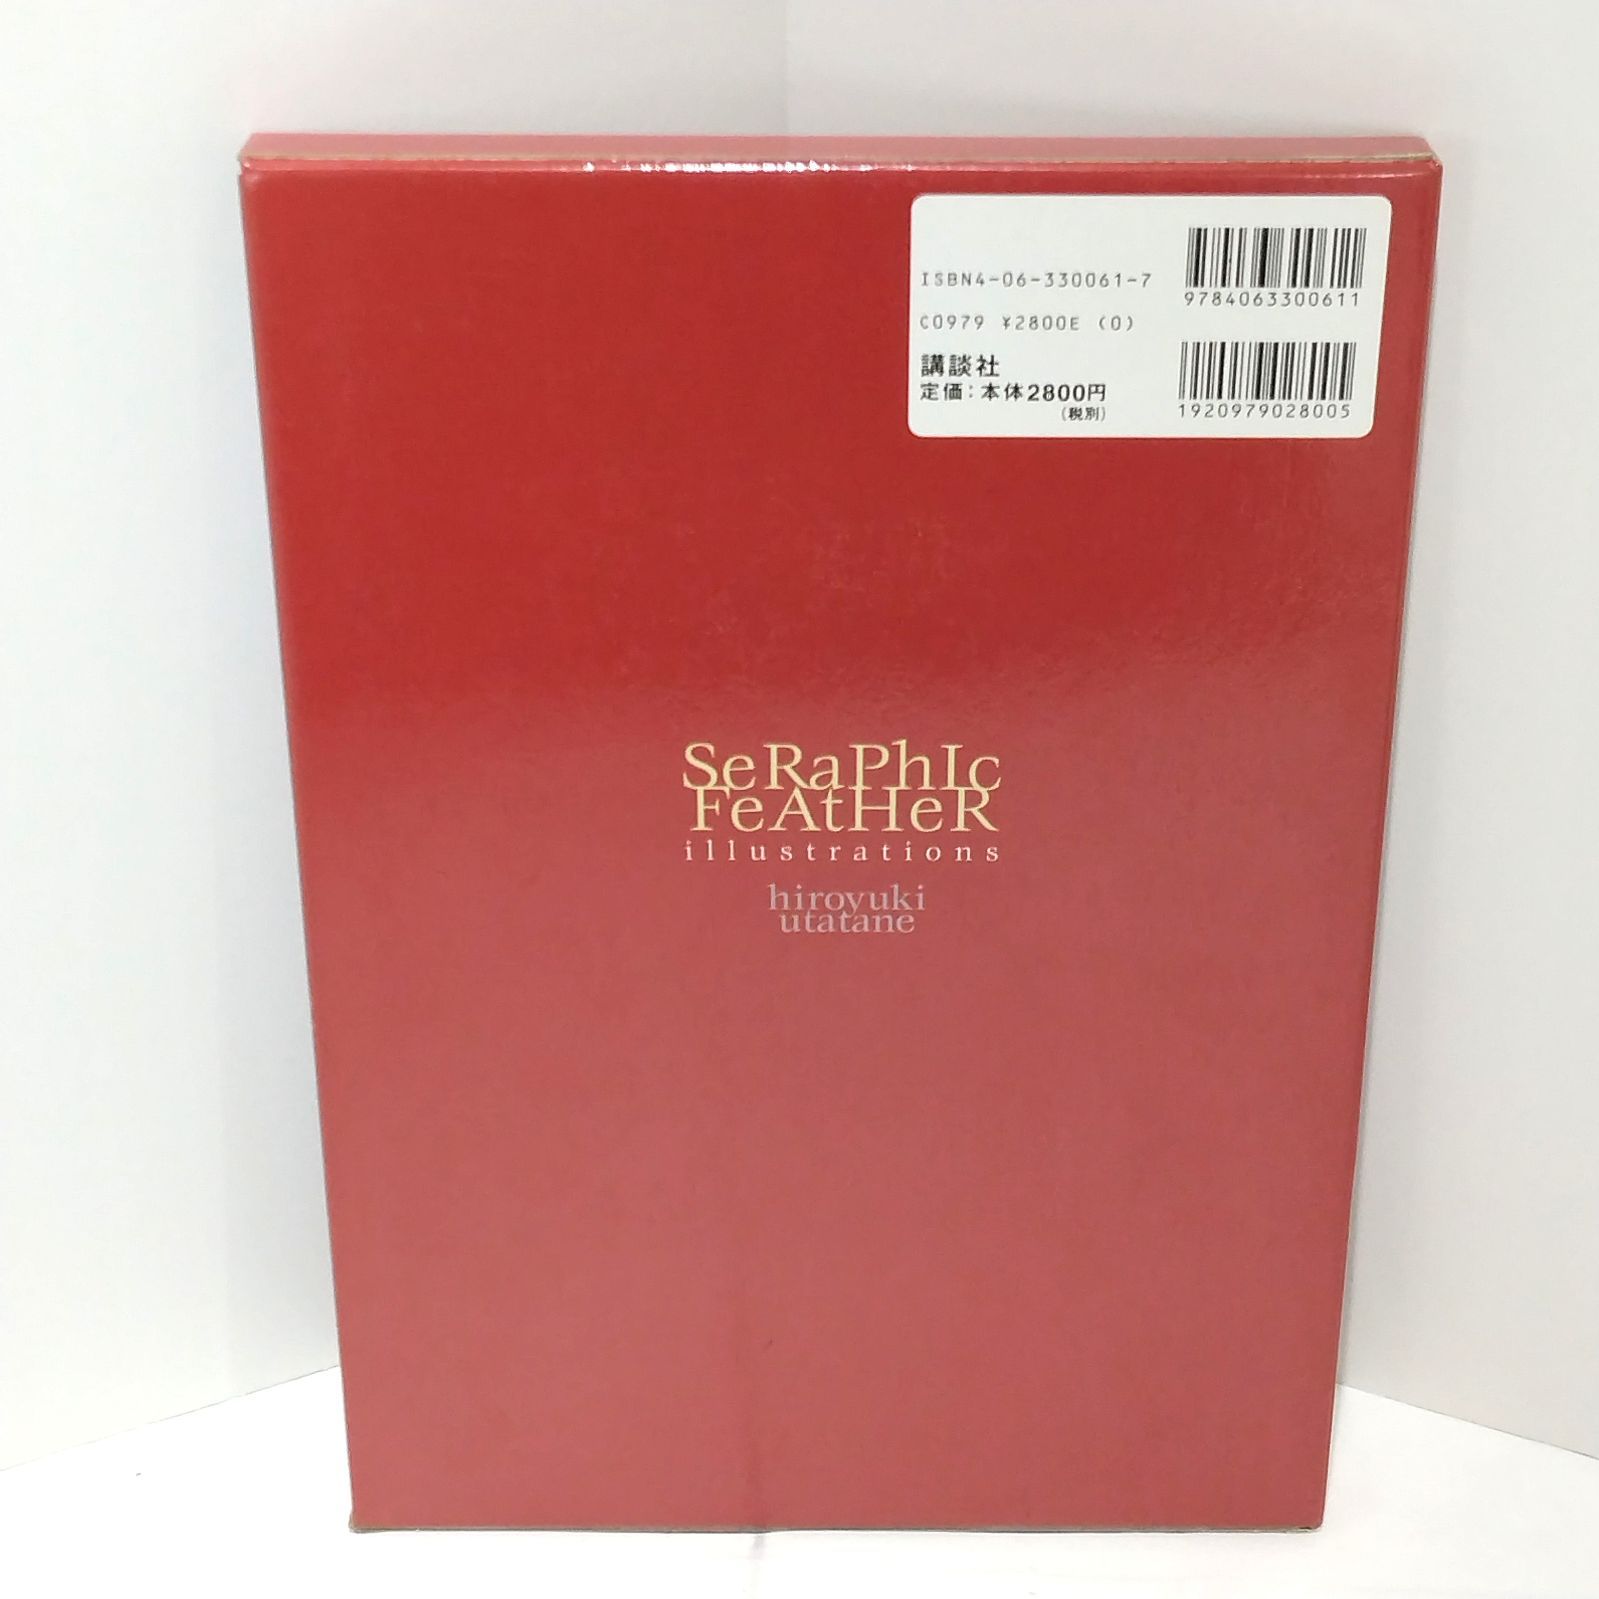 ISBN4-06-330061-7
9784063300611
C0979 ¥2800E (0)
講談社
定価：本体2800円
(税別)
1920979028005
SeRaPhIc
FeAtHeR
illustrations
hiroyuki
utatane